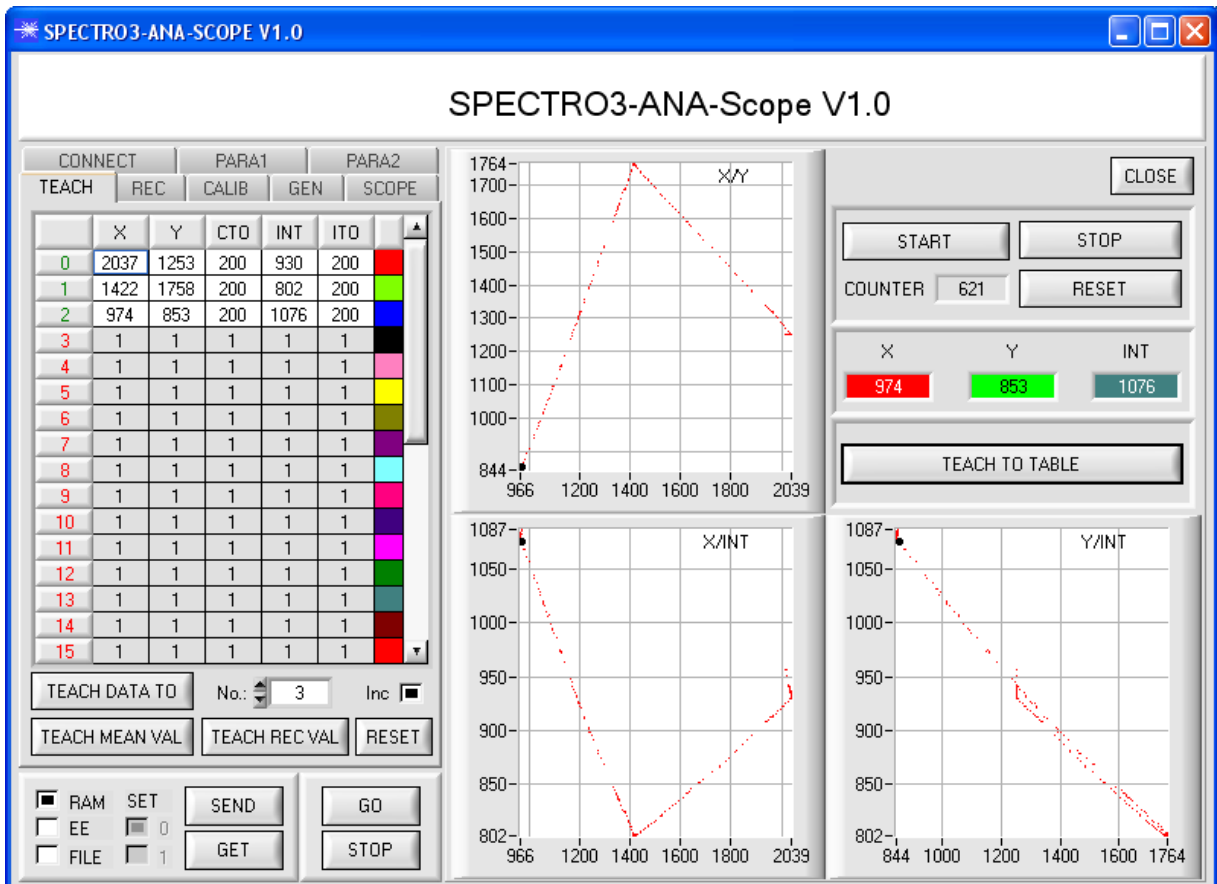 SPECTRO3-ANA-SCOPE V1.0
SPECTRO3-ANA-Scope V1.0
CONNECT PARA1 PARA2
TEACH REC CALIB GEN SCOPE
X Y CTO INT ITO
0 2037 1253 200 930 200
1 1422 1758 200 802 200
2 974 853 200 1076 200
3 1 1 1 1 1
4 1 1 1 1 1
5 1 1 1 1 1
6 1 1 1 1 1
7 1 1 1 1 1
8 1 1 1 1 1
9 1 1 1 1 1
10 1 1 1 1 1
11 1 1 1 1 1
12 1 1 1 1 1
13 1 1 1 1 1
14 1 1 1 1 1
15 1 1 1 1 1
TEACH DATA TO No.: 3 Inc
TEACH MEAN VAL TEACH REC VAL RESET
RAM SET SEND GO
EE 0
FILE 1 GET STOP
X/Y
1764
1700
1600
1500
1400
1300
1200
1100
1000
844
966 1200 1400 1600 1800 2039
CLOSE
START STOP
COUNTER 621 RESET
X Y INT
974 853 1076
TEACH TO TABLE
X/INT
1087
1050
1000
950
900
850
802
966 1200 1400 1600 1800 2039
Y/INT
1087
1050
1000
950
900
850
802
844 1000 1200 1400 1600 1764